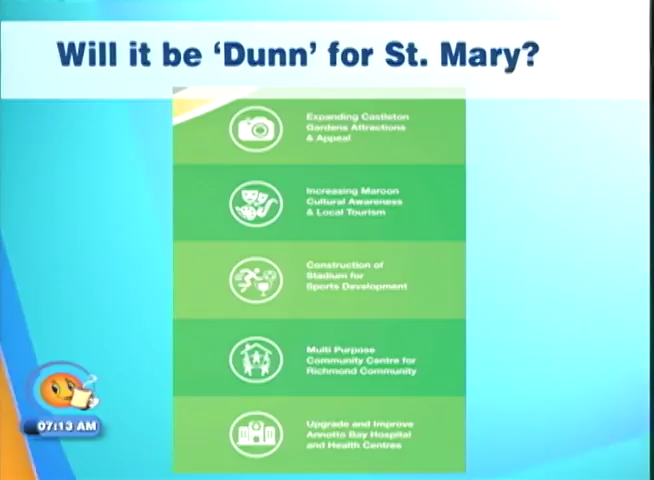 Will it be ‘Dunn’ for St. Mary?
Expanding Castleton
Gardens Attractions
& Appeal
Increasing Maroon
Cultural Awareness
& Local Tourism
Construction of
Stadium for
Sports Development
Multi Purpose
Community Centre for
Richmond Community
Upgrade and Improve
Annotto Bay Hospital
and Health Centres
07:13 AM